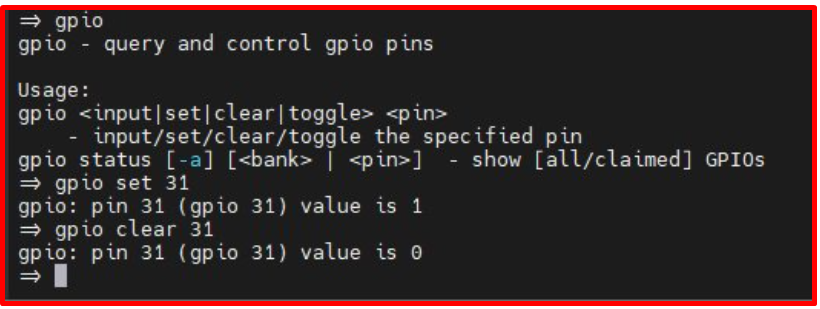 => gpio
gpio - query and control gpio pins
Usage:
gpio <input|set|clear|toggle> <pin>
    - input/set/clear/toggle the specified pin
gpio status [-a] [<bank> | <pin>]  - show [all/claimed] GPIOs
=> gpio set 31
gpio: pin 31 (gpio 31) value is 1
=> gpio clear 31
gpio: pin 31 (gpio 31) value is 0
=>